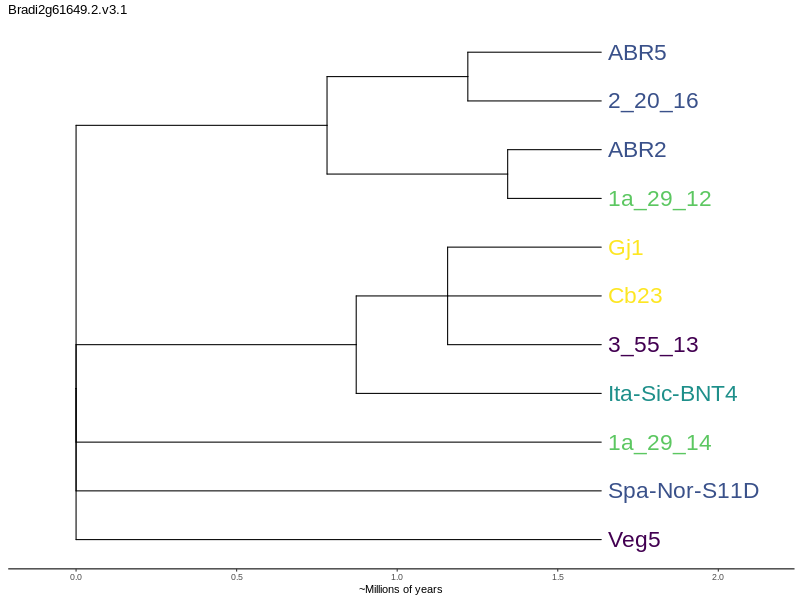 Bradi2g61649.2.v3.1
ABR5
2_20_16
ABR2
1a_29_12
Gj1
Cb23
3_55_13
Ita-Sic-BNT4
1a_29_14
Spa-Nor-S11D
Veg5
0.0 0.5 1.0 1.5 2.0
~Millions of years